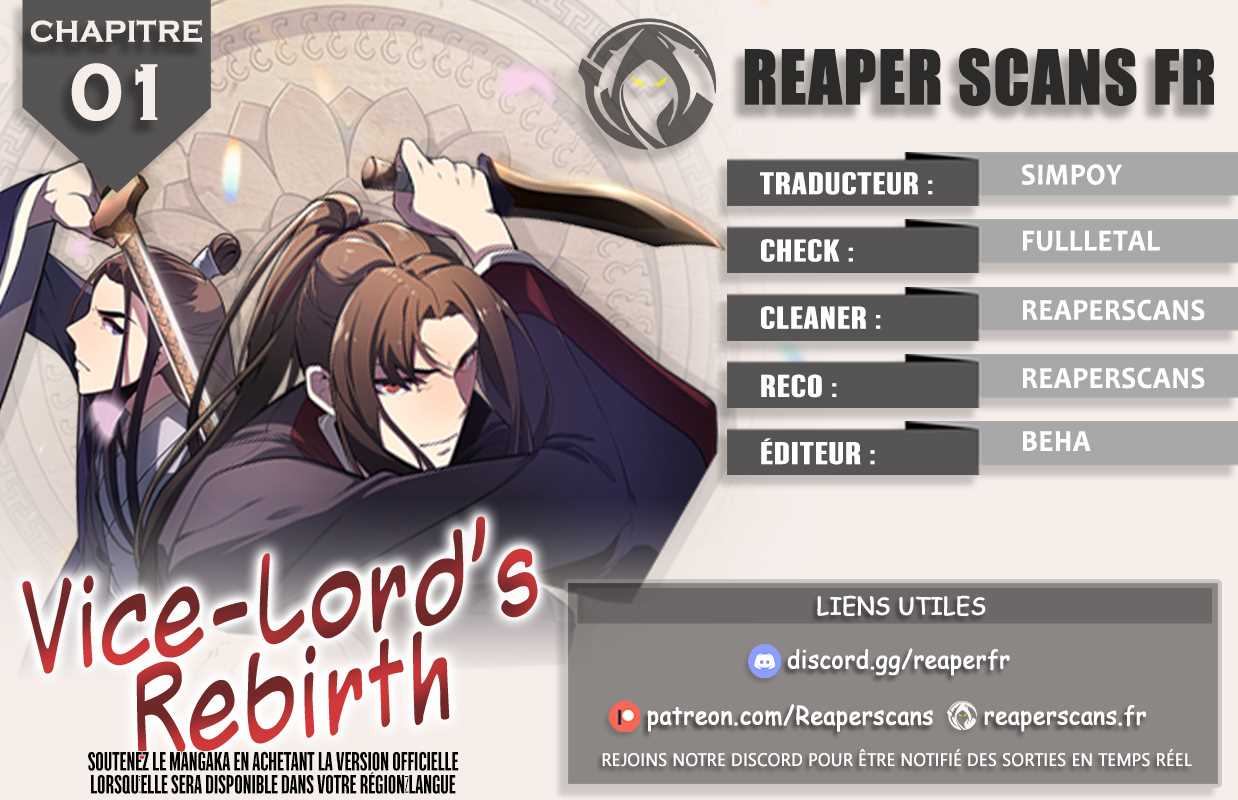 CHAPITRE
01
REAPER SCANS FR
TRADUCTEUR :
SIMPOY
CHECK :
FULLLETAL
CLEANER :
REAPERSCANS
RECO :
REAPERSCANS
ÉDITEUR :
BEHA
Vice-Lord's
Rebirth
SOUTENEZ LE MANGAKA EN ACHETANT LA VERSION OFFICIELLE
LORSQU'ELLE SERA DISPONIBLE DANS VOTRE RÉGION/LANGUE
LIENS UTILES
discord.gg/reaperfr
patreon.com/Reaperscans
reaperscans.fr
REJOINS NOTRE DISCORD POUR ÊTRE NOTIFIÉ DES SORTIES EN TEMPS RÉEL